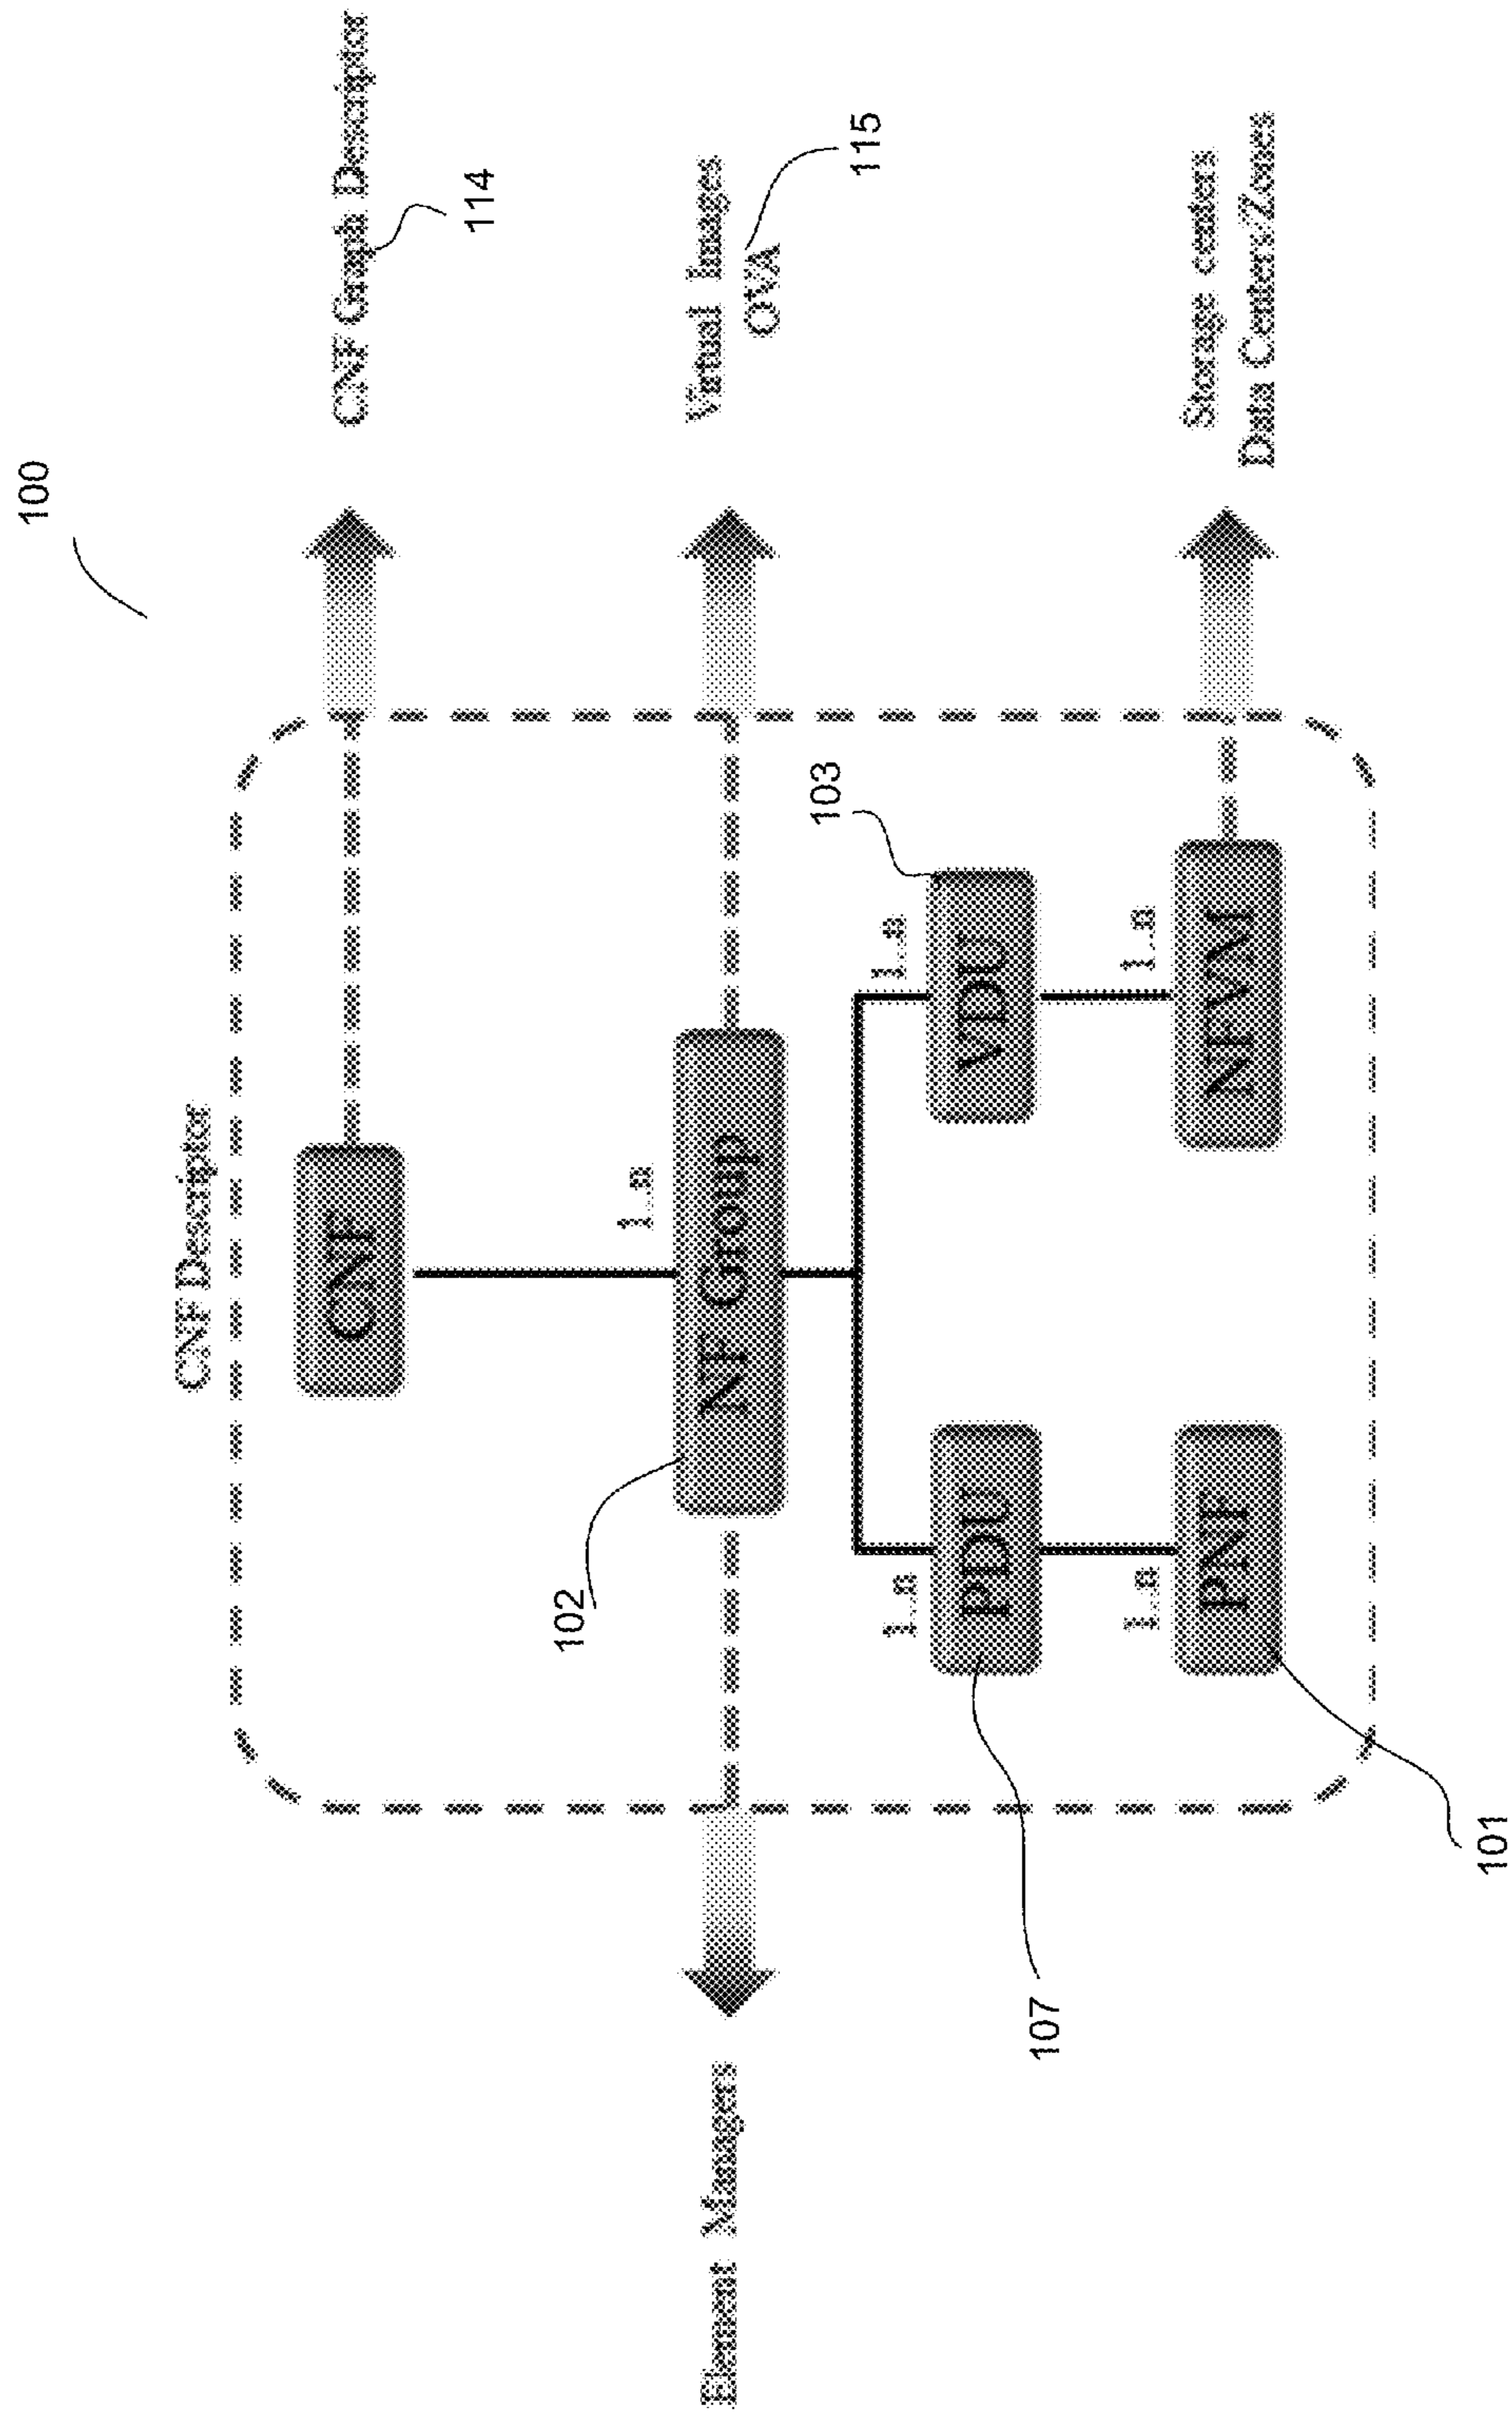 100
CNF Descriptor
CNF
CNF Graph Descriptor
114
1..n
102
Element Managers
NF Group
Virtual Images
OVA
115
1..n
1..n
103
PDU
VDU
107
1..n
1..n
PNF
NFVM
Storage centers
Data Centers/Zones
101